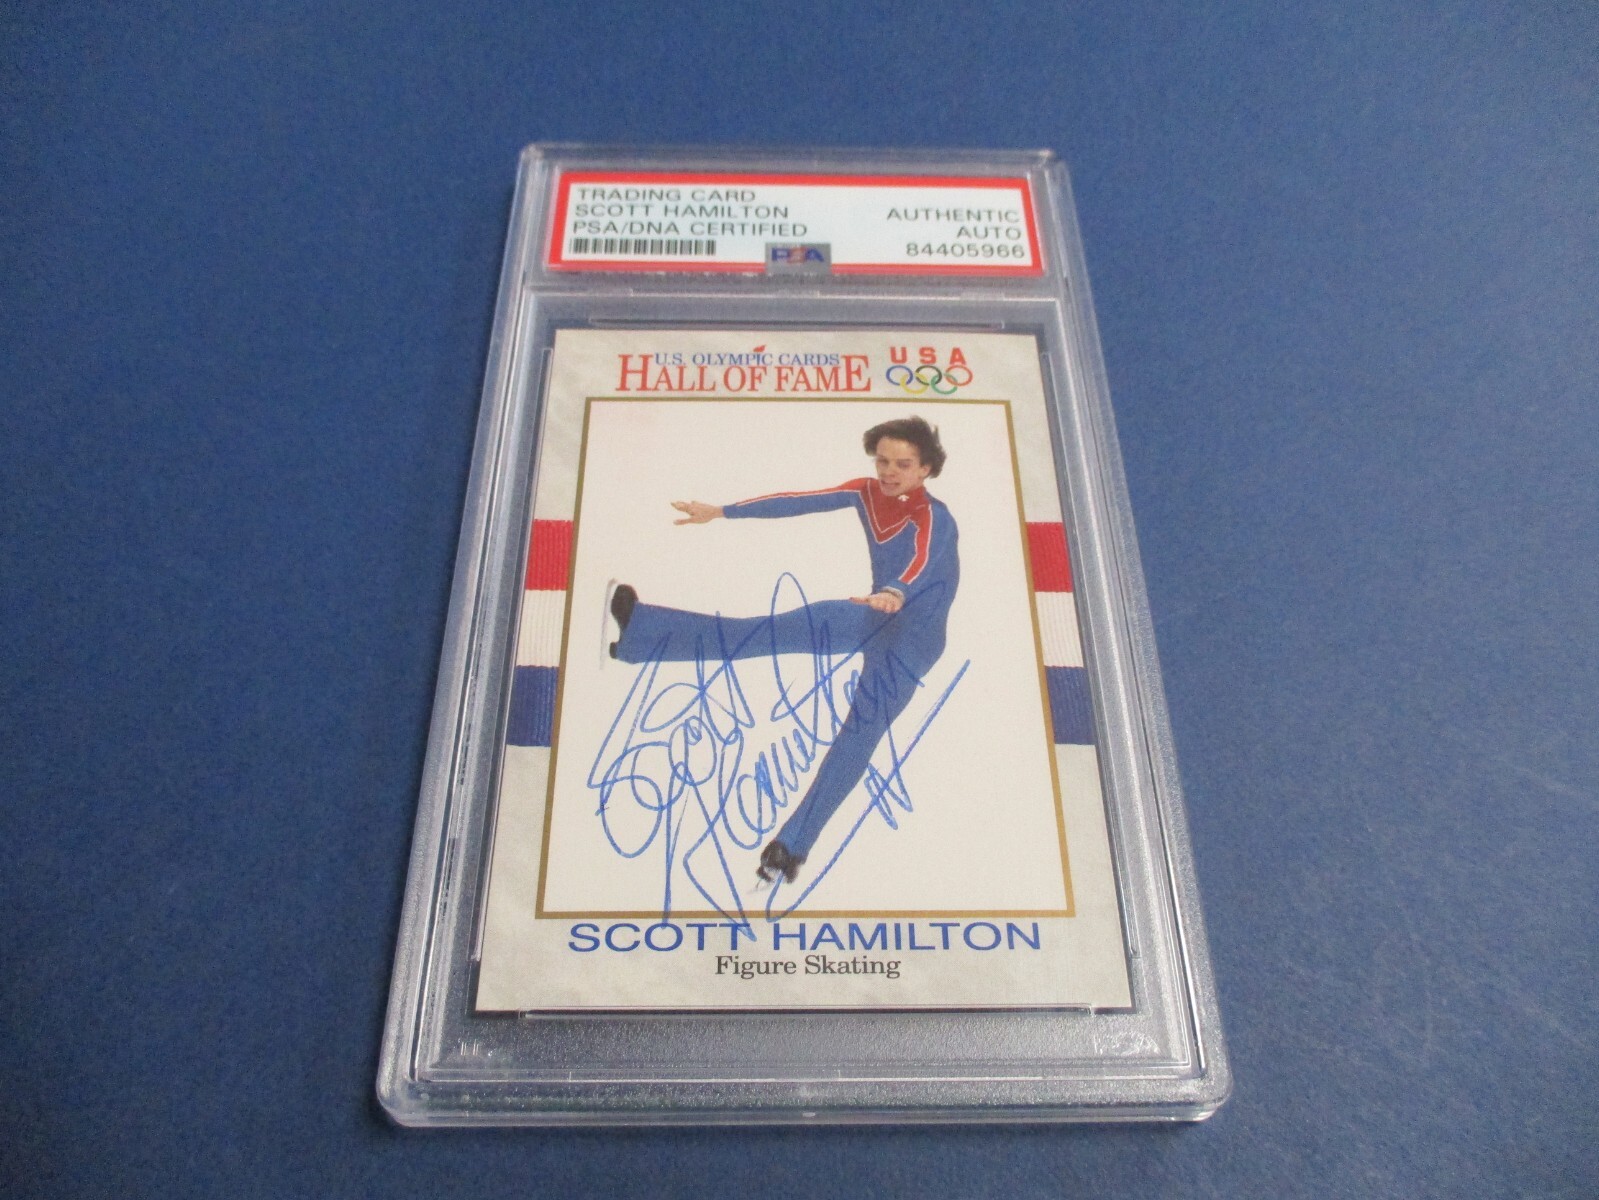 TRADING CARD
SCOTT HAMILTON
PSA/DNA CERTIFIED
AUTHENTIC
AUTO
84405966
PSA
U.S. OLYMPIC CARDS
HALL OF FAME
USA
Scott
Hamilton
SCOTT HAMILTON
Figure Skating